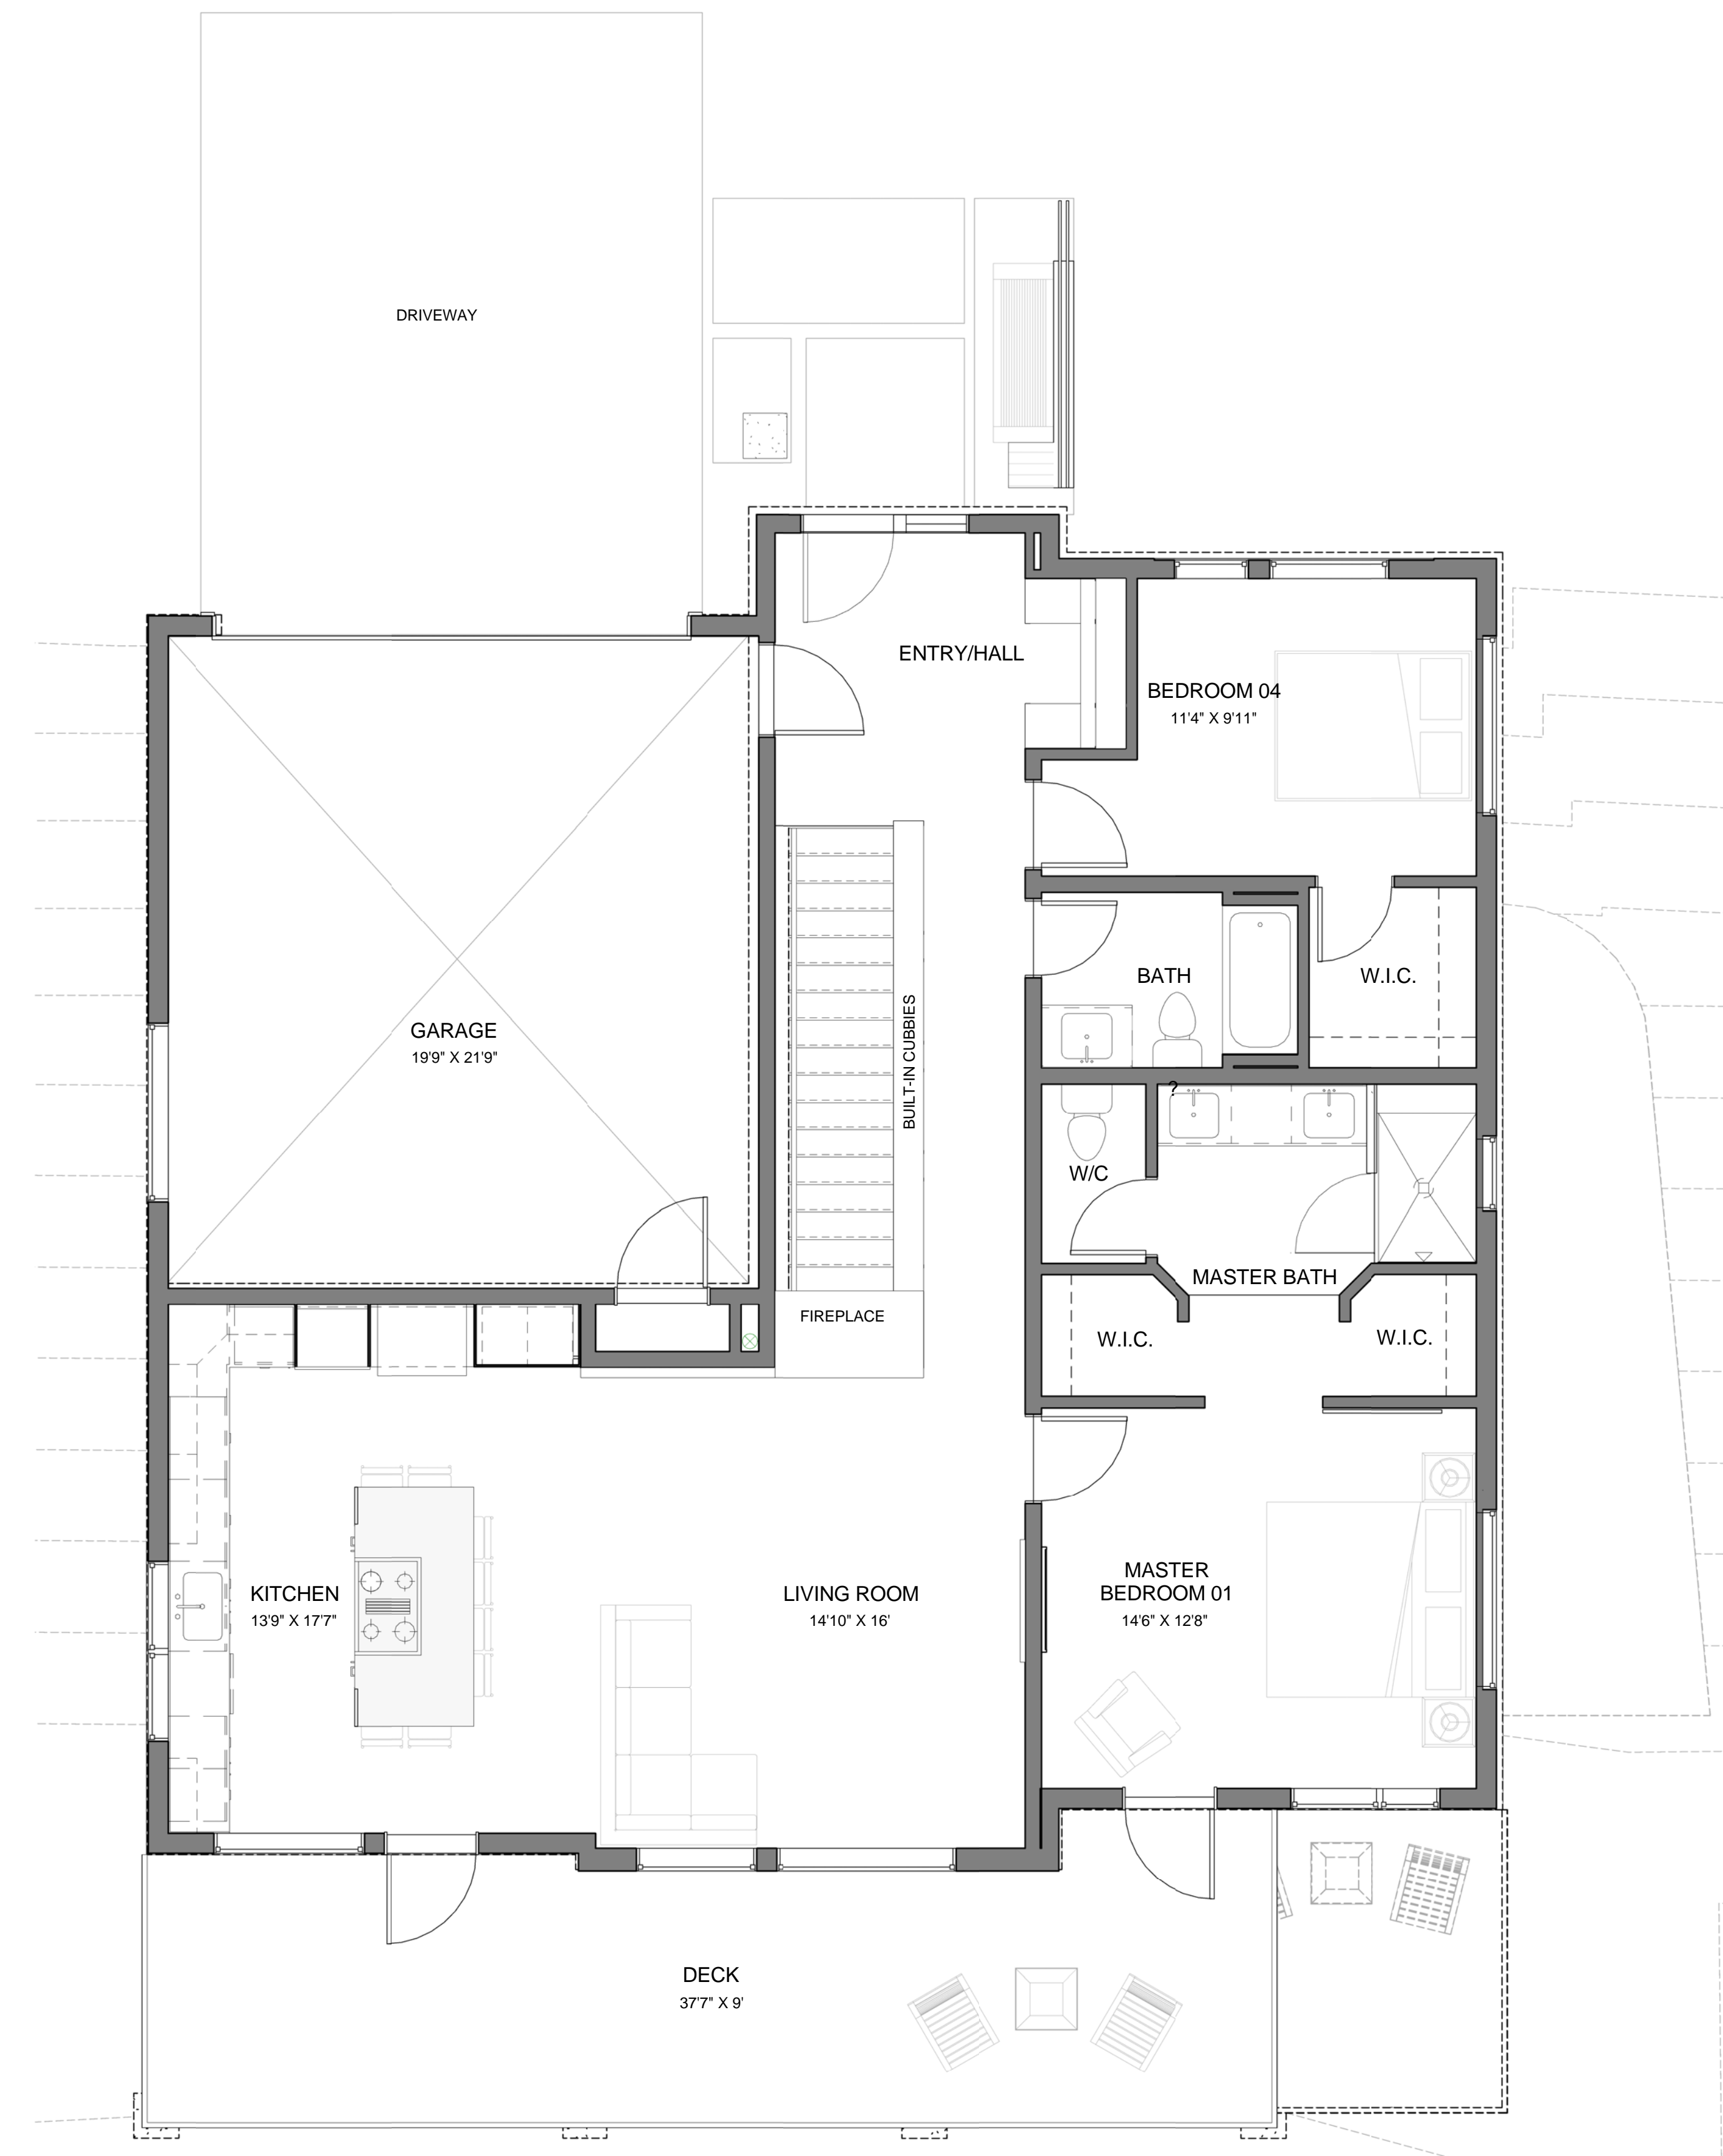 DRIVEWAY
ENTRY/HALL
BEDROOM 04
11'4" X 9'11"
BATH
W.I.C.
GARAGE
19'9" X 21'9"
BUILT-IN CUBBIES
?
W/C
MASTER BATH
FIREPLACE
W.I.C.
W.I.C.
KITCHEN
13'9" X 17'7"
LIVING ROOM
14'10" X 16'
MASTER
BEDROOM 01
14'6" X 12'8"
DECK
37'7" X 9'